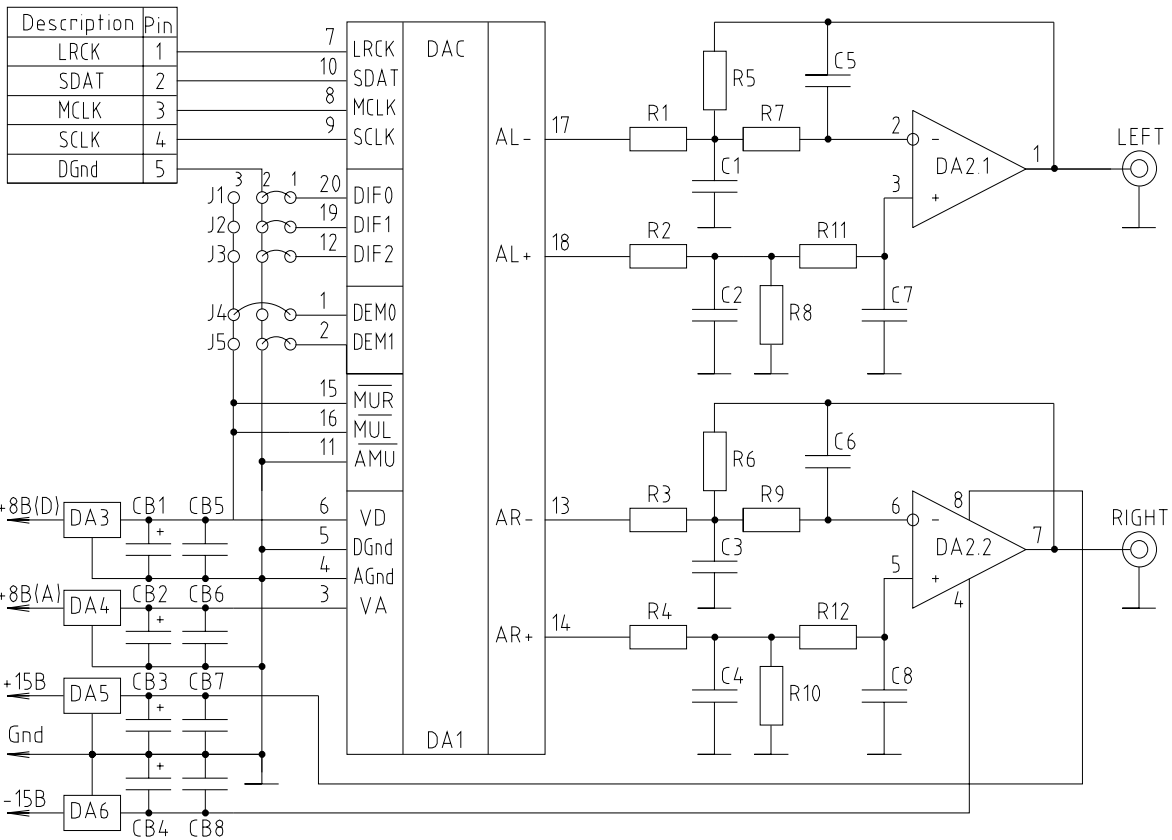 Description Pin
LRCK 1
SDAT 2
MCLK 3
SCLK 4
DGnd 5
7 LRCK
10 SDAT
8 MCLK
9 SCLK
DAC
3 2 1
J1 20 DIF0
J2 19 DIF1
J3 12 DIF2
J4 1 DEM0
J5 2 DEM1
15 MUR
16 MUL
11 AMU
6 VD
5 DGnd
4 AGnd
3 VA
DA1
AL- 17
AL+ 18
AR- 13
AR+ 14
R5 C5
R1 R7 2 -
C1
DA2.1 1 LEFT
3 +
R2 R11
C2 R8 C7
R6 C6
R3 R9 6 - 8
C3
DA2.2 7 RIGHT
5 +
4
R4 R12
C4 R10 C8
+8B(D) DA3 CB1 CB5
+
+8B(A) DA4 CB2 CB6
+
+15B DA5 CB3 CB7
+
Gnd
+
-15B DA6 CB4 CB8